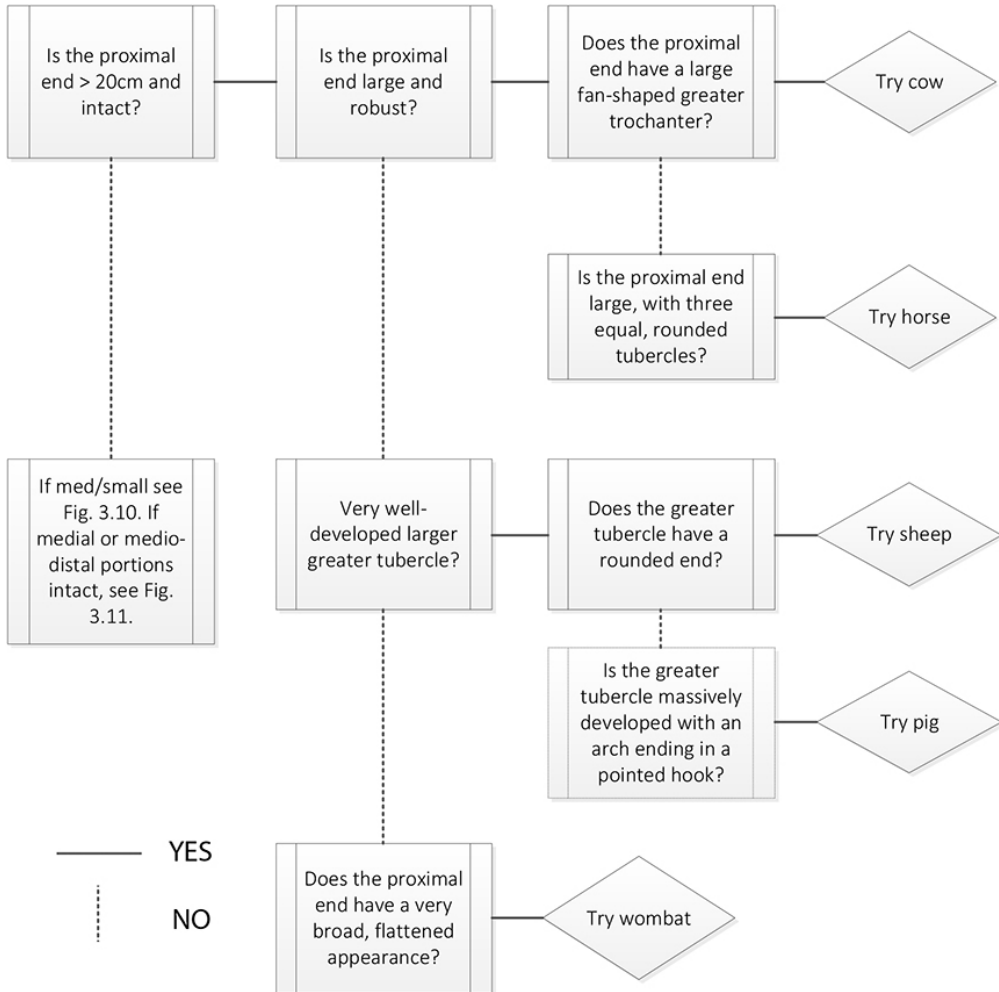 Is the proximal
end > 20cm and
intact?
Is the proximal
end large and
robust?
Does the proximal
end have a large
fan-shaped greater
trochanter?
Try cow
Is the proximal end
large, with three
equal, rounded
tubercles?
Try horse
If med/small see
Fig. 3.10. If
medial or medio-
distal portions
intact, see Fig.
3.11.
Very well-
developed larger
greater tubercle?
Does the greater
tubercle have a
rounded end?
Try sheep
Is the greater
tubercle massively
developed with an
arch ending in a
pointed hook?
Try pig
YES
NO
Does the proximal
end have a very
broad, flattened
appearance?
Try wombat